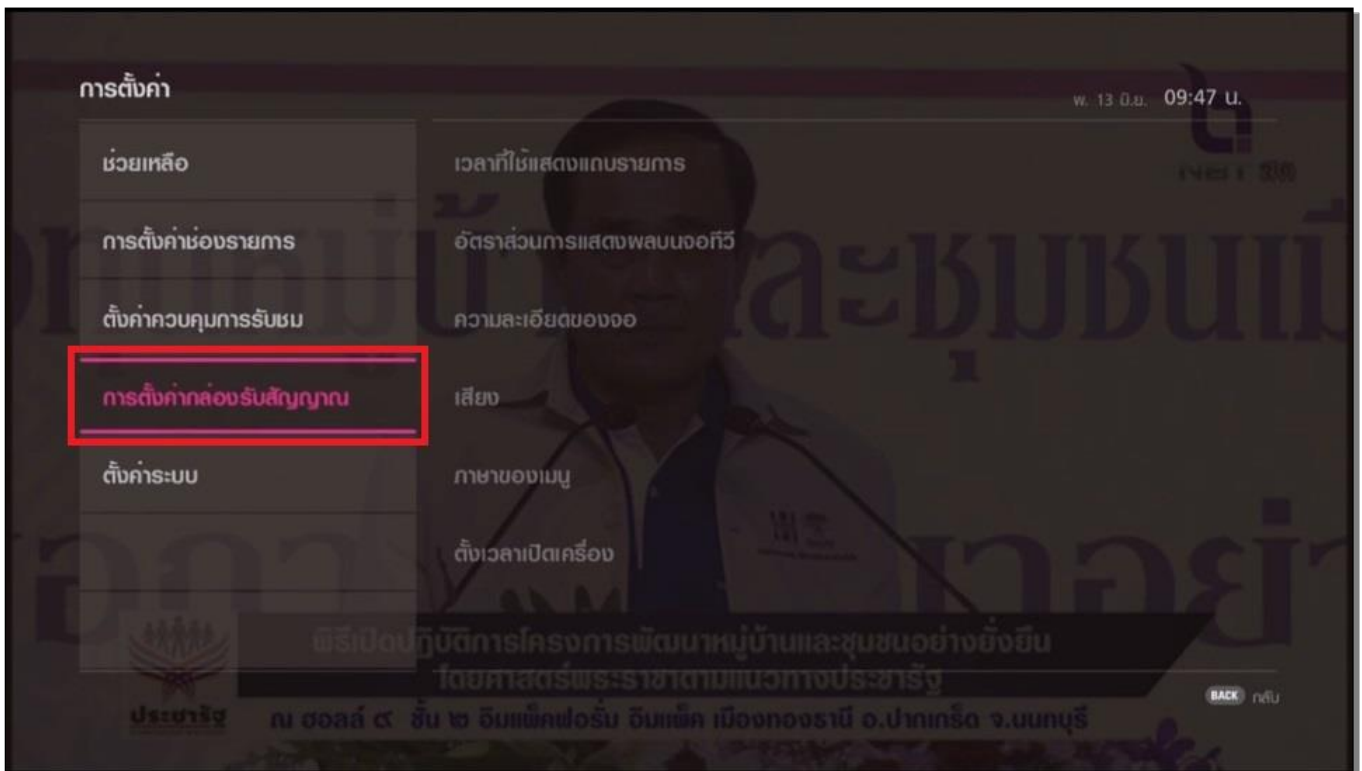 การตั้งค่า
พ. 13 มิ.ย. 09:47 น.
ช่วยเหลือ
เวลาที่ใช้แสดงแถบรายการ
การตั้งค่าช่องรายการ
อัตราส่วนการแสดงผลบนจอทีวี
ตั้งค่าควบคุมการรับชม
ความละเอียดของจอ
การตั้งค่ากล่องรับสัญญาณ
เสียง
ตั้งค่าระบบ
ภาษาของเมนู
ตั้งเวลาเปิดเครื่อง
พิธีเปิดปฏิบัติการโครงการพัฒนาหมู่บ้านและชุมชนอย่างยั่งยืน
โดยศาสตร์พระราชาตามแนวทางประชารัฐ
BACK กลับ
ประชารัฐ
ณ ฮอลล์ ๔ ชั้น ๒ อิมแพ็คฟอรั่ม อิมแพ็ค เมืองทองธานี อ.ปากเกร็ด จ.นนทบุรี